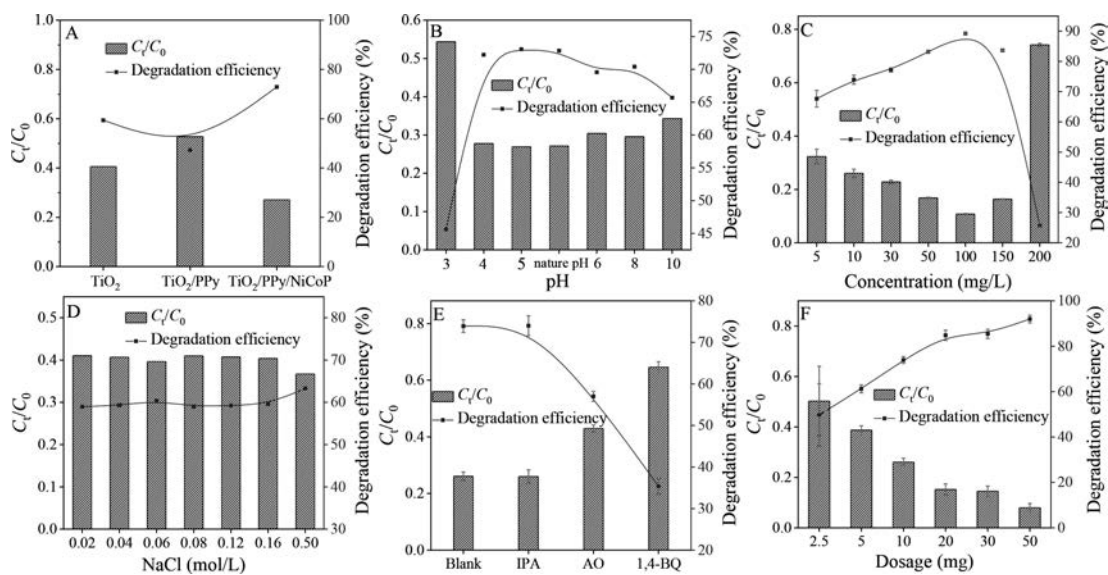 A
Cₜ/C₀
Degradation efficiency
Cₜ/C₀
1.0
0.8
0.6
0.4
0.2
0.0
100
80
60
40
20
0
Degradation efficiency (%)
TiO₂
TiO₂/PPy
TiO₂/PPy/NiCoP
B
Cₜ/C₀
Degradation efficiency
Cₜ/C₀
0.6
0.5
0.4
0.3
0.2
0.1
0.0
75
70
65
60
55
50
45
Degradation efficiency (%)
3
4
5
nature pH
6
8
10
pH
C
Cₜ/C₀
Degradation efficiency
Cₜ/C₀
0.8
0.6
0.4
0.2
0.0
90
80
70
60
50
40
30
20
Degradation efficiency (%)
5
10
30
50
100
150
200
Concentration (mg/L)
D
Cₜ/C₀
Degradation efficiency
Cₜ/C₀
0.5
0.4
0.3
0.2
0.1
0.0
80
70
60
50
40
30
Degradation efficiency (%)
0.02
0.04
0.06
0.08
0.12
0.16
0.50
NaCl (mol/L)
E
Cₜ/C₀
Degradation efficiency
Cₜ/C₀
0.8
0.6
0.4
0.2
0.0
80
70
60
50
40
30
20
Degradation efficiency (%)
Blank
IPA
AO
1,4-BQ
F
Cₜ/C₀
Degradation efficiency
Cₜ/C₀
0.8
0.6
0.4
0.2
0.0
100
80
60
40
20
0
Degradation efficiency (%)
2.5
5
10
20
30
50
Dosage (mg)